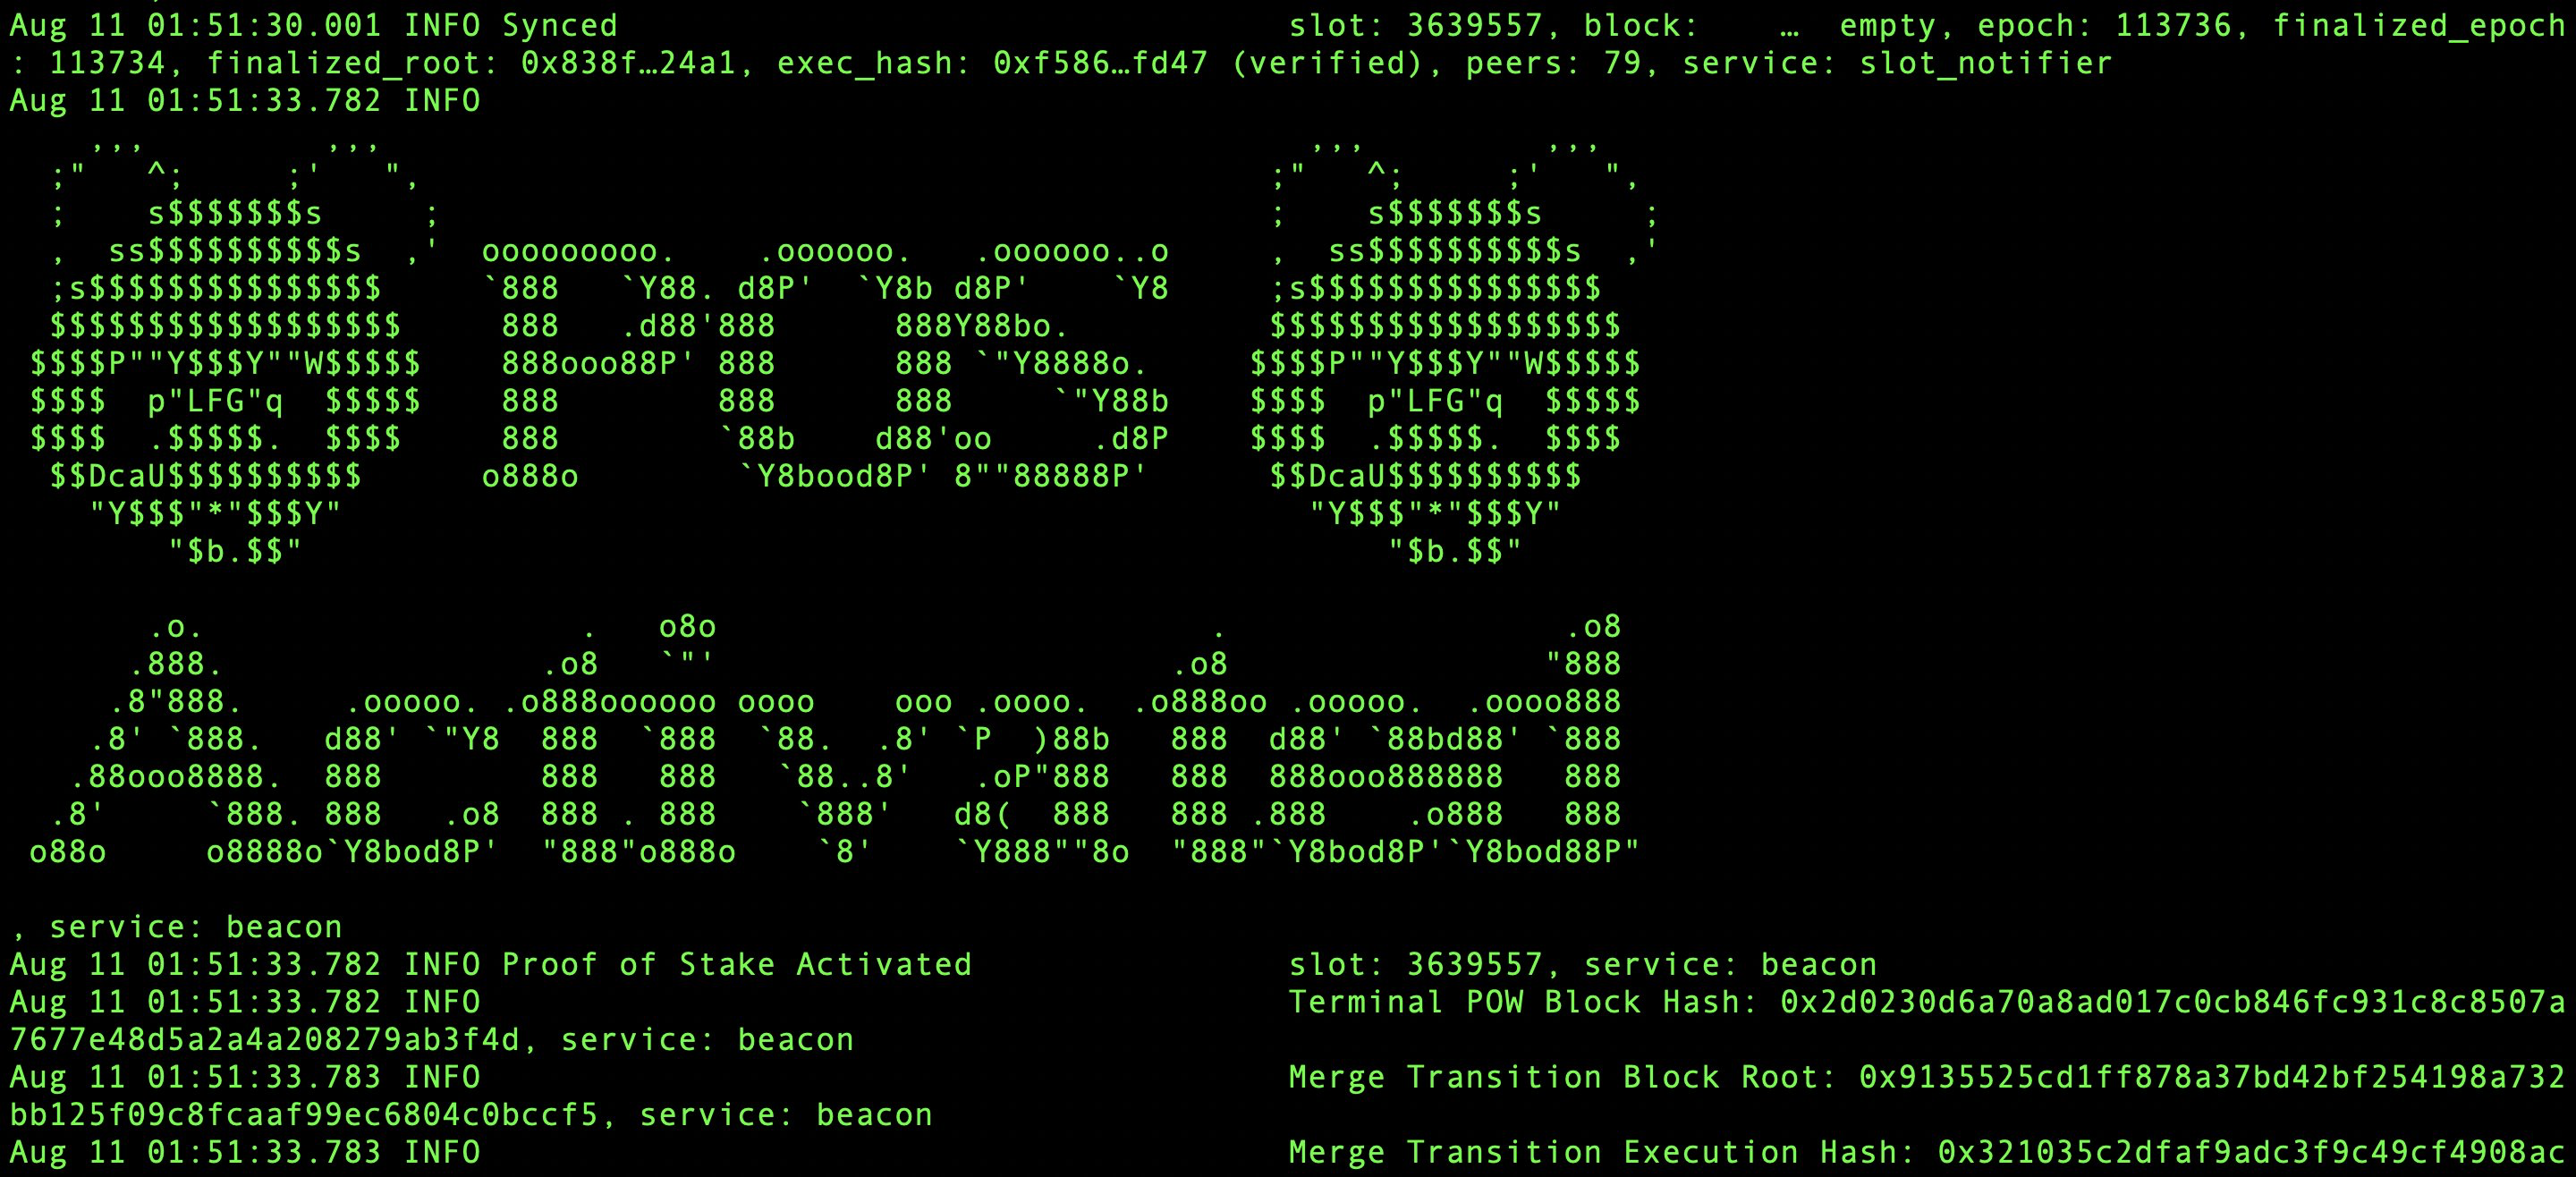 Aug 11 01:51:30.001 INFO Synced                                  slot: 3639557, block:    …  empty, epoch: 113736, finalized_epoch
: 113734, finalized_root: 0x838f…24a1, exec_hash: 0xf586…fd47 (verified), peers: 79, service: slot_notifier
Aug 11 01:51:33.782 INFO
    ,,,         ,,,                                               ,,,         ,,,
  ;"   ^;     ;'   ",                                           ;"   ^;     ;'   ",
  ;    s$$$$$$$s     ;                                          ;    s$$$$$$$s     ;
  ,  ss$$$$$$$$$$s  ,'  ooooooooo.    .oooooo.   .oooooo..o     ,  ss$$$$$$$$$$s  ,'
  ;s$$$$$$$$$$$$$$$     `888   `Y88. d8P'  `Y8b d8P'    `Y8     ;s$$$$$$$$$$$$$$$
  $$$$$$$$$$$$$$$$$$     888   .d88'888      888Y88bo.          $$$$$$$$$$$$$$$$$$
 $$$$P""Y$$$Y""W$$$$$    888ooo88P' 888      888 `"Y8888o.     $$$$P""Y$$$Y""W$$$$$
 $$$$  p"LFG"q  $$$$$    888        888      888     `"Y88b    $$$$  p"LFG"q  $$$$$
 $$$$  .$$$$$.  $$$$     888        `88b    d88'oo     .d8P    $$$$  .$$$$$.  $$$$
  $$DcaU$$$$$$$$$$      o888o        `Y8bood8P' 8""88888P'      $$DcaU$$$$$$$$$$
    "Y$$$"*"$$$Y"                                                 "Y$$$"*"$$$Y"
        "$b.$$"                                                       "$b.$$"
       .o.                   .   o8o                         .                 .o8
      .888.                .o8   `"'                       .o8                "888
     .8"888.     .ooooo. .o888oooooo oooo    ooo .oooo.  .o888oo .ooooo.  .oooo888
    .8' `888.   d88' `"Y8  888  `888  `88.  .8' `P  )88b   888  d88' `88bd88' `888
   .88ooo8888.  888        888   888   `88..8'   .oP"888   888  888ooo888888   888
  .8'     `888. 888   .o8  888 . 888    `888'   d8(  888   888 .888    .o888   888
 o88o     o8888o`Y8bod8P'  "888"o888o    `8'    `Y888""8o  "888"`Y8bod8P'`Y8bod88P"
, service: beacon
Aug 11 01:51:33.782 INFO Proof of Stake Activated                slot: 3639557, service: beacon
Aug 11 01:51:33.782 INFO                                         Terminal POW Block Hash: 0x2d0230d6a70a8ad017c0cb846fc931c8c8507a
7677e48d5a2a4a208279ab3f4d, service: beacon
Aug 11 01:51:33.783 INFO                                         Merge Transition Block Root: 0x9135525cd1ff878a37bd42bf254198a732
bb125f09c8fcaaf99ec6804c0bccf5, service: beacon
Aug 11 01:51:33.783 INFO                                         Merge Transition Execution Hash: 0x321035c2dfaf9adc3f9c49cf4908ac